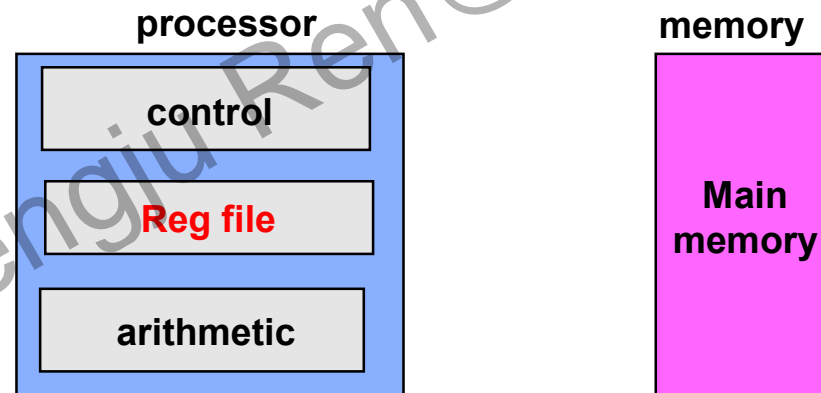 processor
memory
control
Reg file
arithmetic
Main
memory